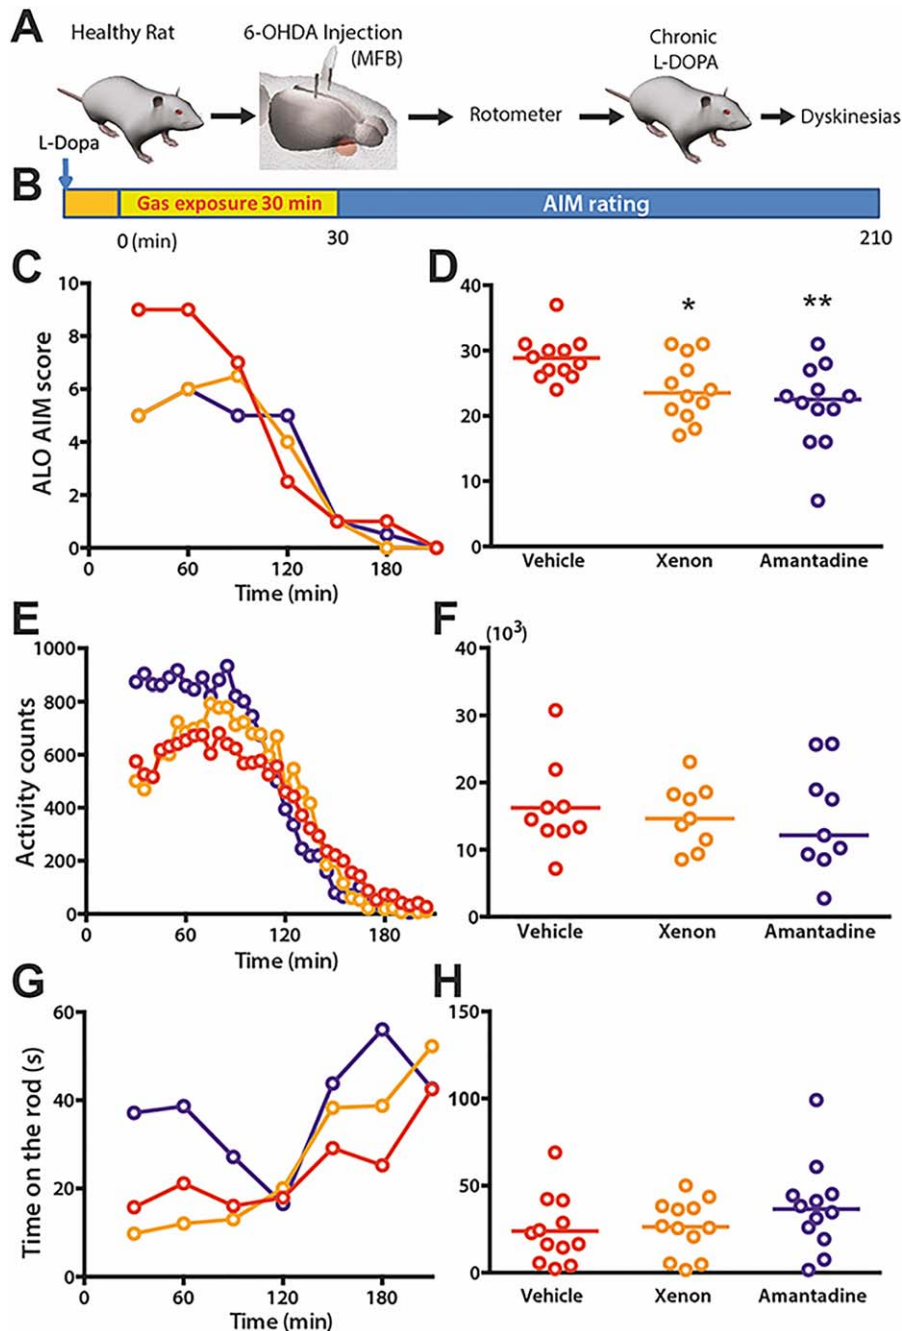 A
Healthy Rat
6-OHDA Injection
(MFB)
Rotometer
Chronic
L-DOPA
Dyskinesias
L-Dopa
B
Gas exposure 30 min
AIM rating
0 (min)
30
210
C
ALO AIM score
10
8
6
4
2
0
0
60
120
180
Time (min)
D
40
30
20
10
0
*
**
Vehicle
Xenon
Amantadine
E
Activity counts
1000
800
600
400
200
0
0
60
120
180
Time (min)
F
(10³)
40
30
20
10
0
Vehicle
Xenon
Amantadine
G
Time on the rod (s)
60
40
20
0
0
60
120
180
Time (min)
H
150
100
50
0
Vehicle
Xenon
Amantadine